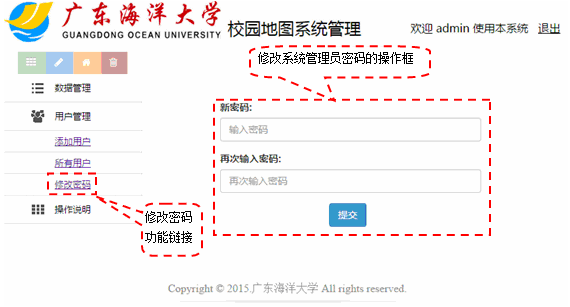 广东海洋大学
GUANGDONG OCEAN UNIVERSITY
校园地图系统管理
欢迎 admin 使用本系统 退出
修改系统管理员密码的操作框
数据管理
用户管理
添加用户
所有用户
修改密码
操作说明
修改密码
功能链接
新密码:
输入密码
再次输入密码:
再次输入密码
提交
Copyright © 2015.广东海洋大学 All rights reserved.